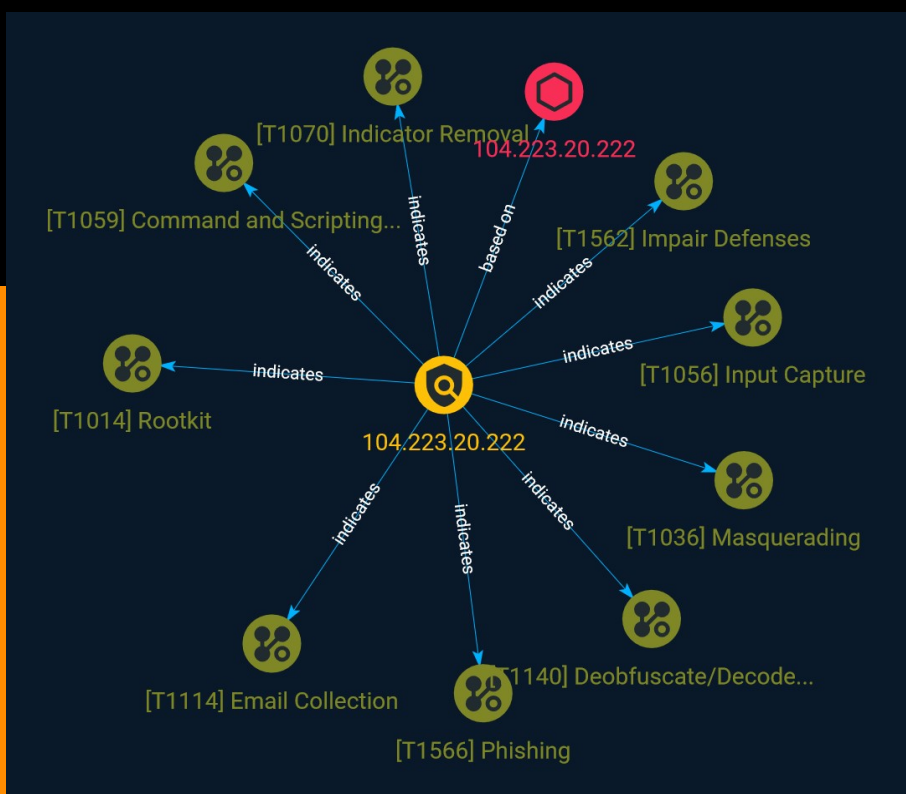 [T1070] Indicator Removal
104.223.20.222
[T1059] Command and Scripting...
[T1562] Impair Defenses
indicates
based on
indicates
indicates
indicates
[T1056] Input Capture
indicates
[T1014] Rootkit
104.223.20.222
indicates
[T1036] Masquerading
indicates
indicates
indicates
[T1140] Deobfuscate/Decode...
[T1114] Email Collection
[T1566] Phishing